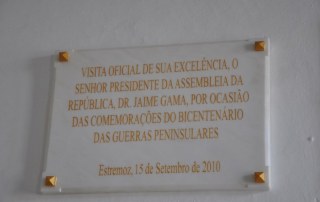 VISITA OFICIAL DE SUA EXCELÊNCIA, O
SENHOR PRESIDENTE DA ASSEMBLEIA DA
REPÚBLICA, DR. JAIME GAMA, POR OCASIÃO
DAS COMEMORAÇÕES DO BICENTENÁRIO
DAS GUERRAS PENINSULARES
Estremoz, 15 de Setembro de 2010